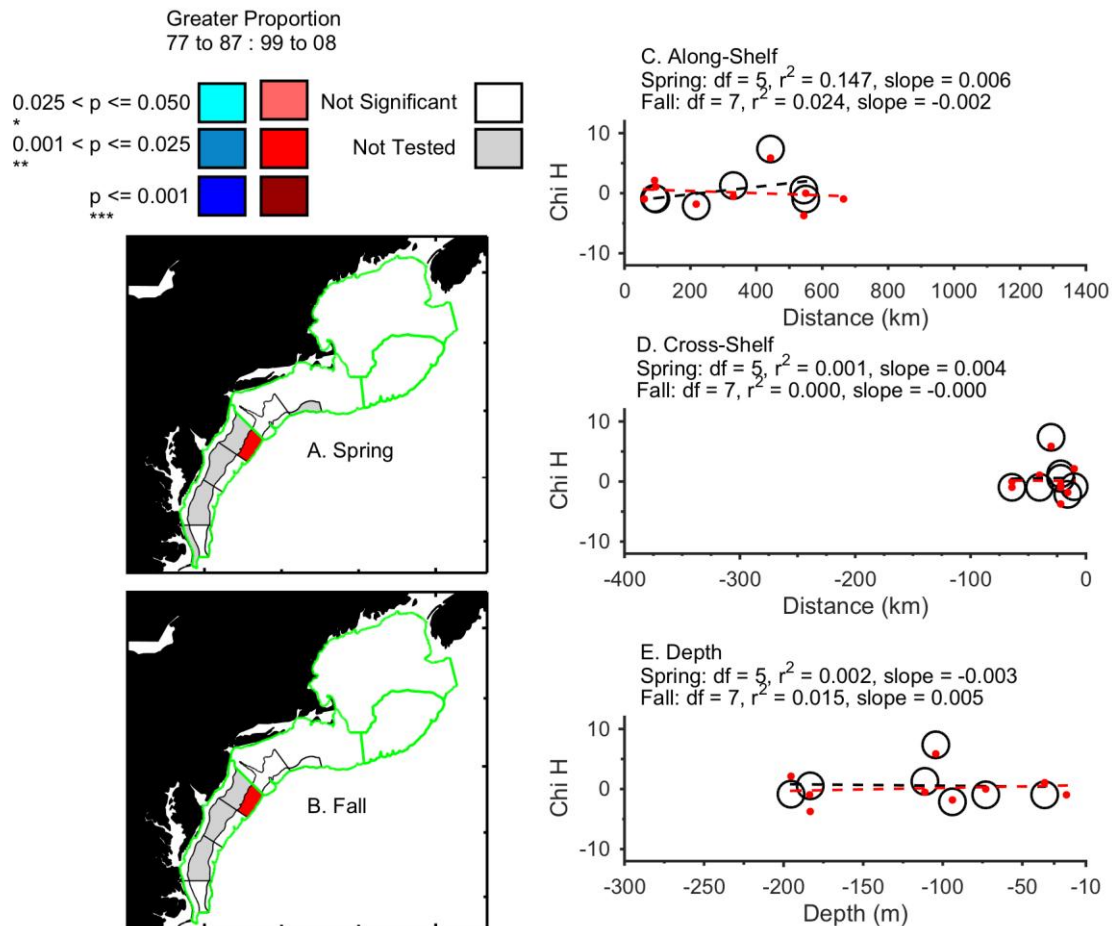 Greater Proportion
77 to 87 : 99 to 08
0.025 < p <= 0.050
*
0.001 < p <= 0.025
**
p <= 0.001
***
Not Significant
Not Tested
A. Spring
B. Fall
C. Along-Shelf
Spring: df = 5, r² = 0.147, slope = 0.006
Fall: df = 7, r² = 0.024, slope = -0.002
Chi H
10
0
-10
0 200 400 600 800 1000 1200 1400
Distance (km)
D. Cross-Shelf
Spring: df = 5, r² = 0.001, slope = 0.004
Fall: df = 7, r² = 0.000, slope = -0.000
Chi H
10
0
-10
-400 -300 -200 -100 0
Distance (km)
E. Depth
Spring: df = 5, r² = 0.002, slope = -0.003
Fall: df = 7, r² = 0.015, slope = 0.005
Chi H
10
0
-10
-300 -250 -200 -150 -100 -50 -10
Depth (m)